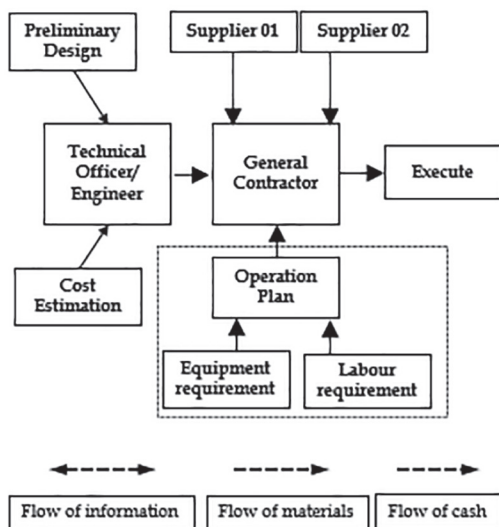 Preliminary
Design
Supplier 01
Supplier 02
Technical
Officer/
Engineer
General
Contractor
Execute
Cost
Estimation
Operation
Plan
Equipment
requirement
Labour
requirement
Flow of information
Flow of materials
Flow of cash